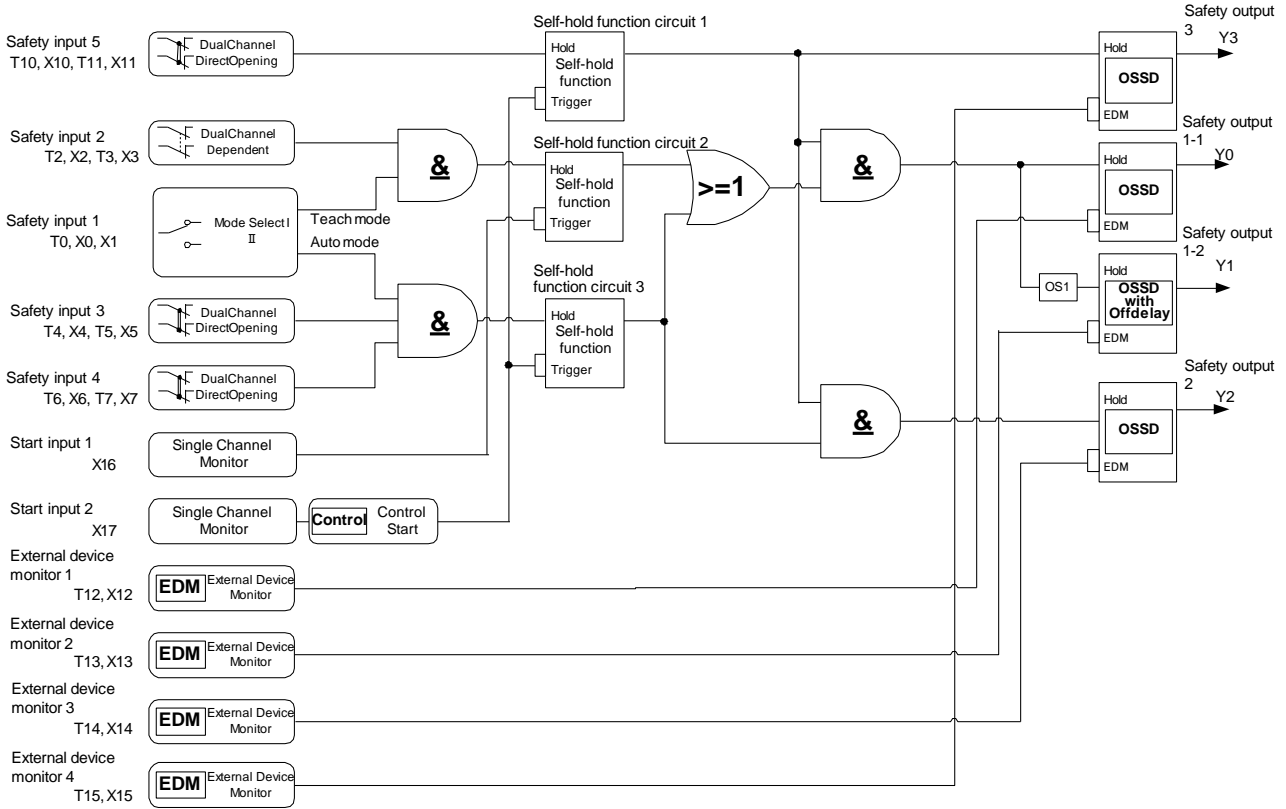 Self-hold function circuit 1
Safety output
3
Y3
Safety input 5
T10, X10, T11, X11
DualChannel
DirectOpening
Hold
Self-hold
function
Trigger
Hold
OSSD
EDM
Safety input 2
T2, X2, T3, X3
DualChannel
Dependent
&
Self-hold function circuit 2
Hold
Self-hold
function
Trigger
>=1
&
Safety output
1-1
Y0
Hold
OSSD
EDM
Safety input 1
T0, X0, X1
Mode Select I
II
Teach mode
Auto mode
Safety output
1-2
Y1
OS1
Hold
OSSD
with
Offdelay
EDM
Safety input 3
T4, X4, T5, X5
DualChannel
DirectOpening
&
Self-hold
function circuit 3
Hold
Self-hold
function
Trigger
Safety input 4
T6, X6, T7, X7
DualChannel
DirectOpening
&
Safety output
2
Y2
Hold
OSSD
EDM
Start input 1
X16
Single Channel
Monitor
Start input 2
X17
Single Channel
Monitor
Control
Control
Start
External device
monitor 1
T12, X12
EDM
External Device
Monitor
External device
monitor 2
T13, X13
EDM
External Device
Monitor
External device
monitor 3
T14, X14
EDM
External Device
Monitor
External device
monitor 4
T15, X15
EDM
External Device
Monitor